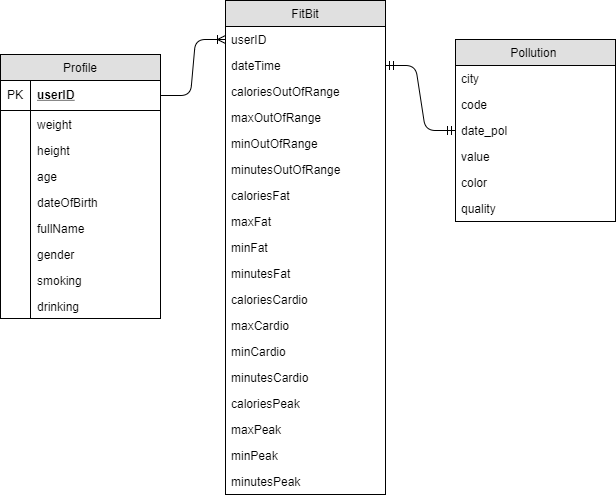 Profile
PK userID
weight
height
age
dateOfBirth
fullName
gender
smoking
drinking
FitBit
userID
dateTime
caloriesOutOfRange
maxOutOfRange
minOutOfRange
minutesOutOfRange
caloriesFat
maxFat
minFat
minutesFat
caloriesCardio
maxCardio
minCardio
minutesCardio
caloriesPeak
maxPeak
minPeak
minutesPeak
Pollution
city
code
date_pol
value
color
quality